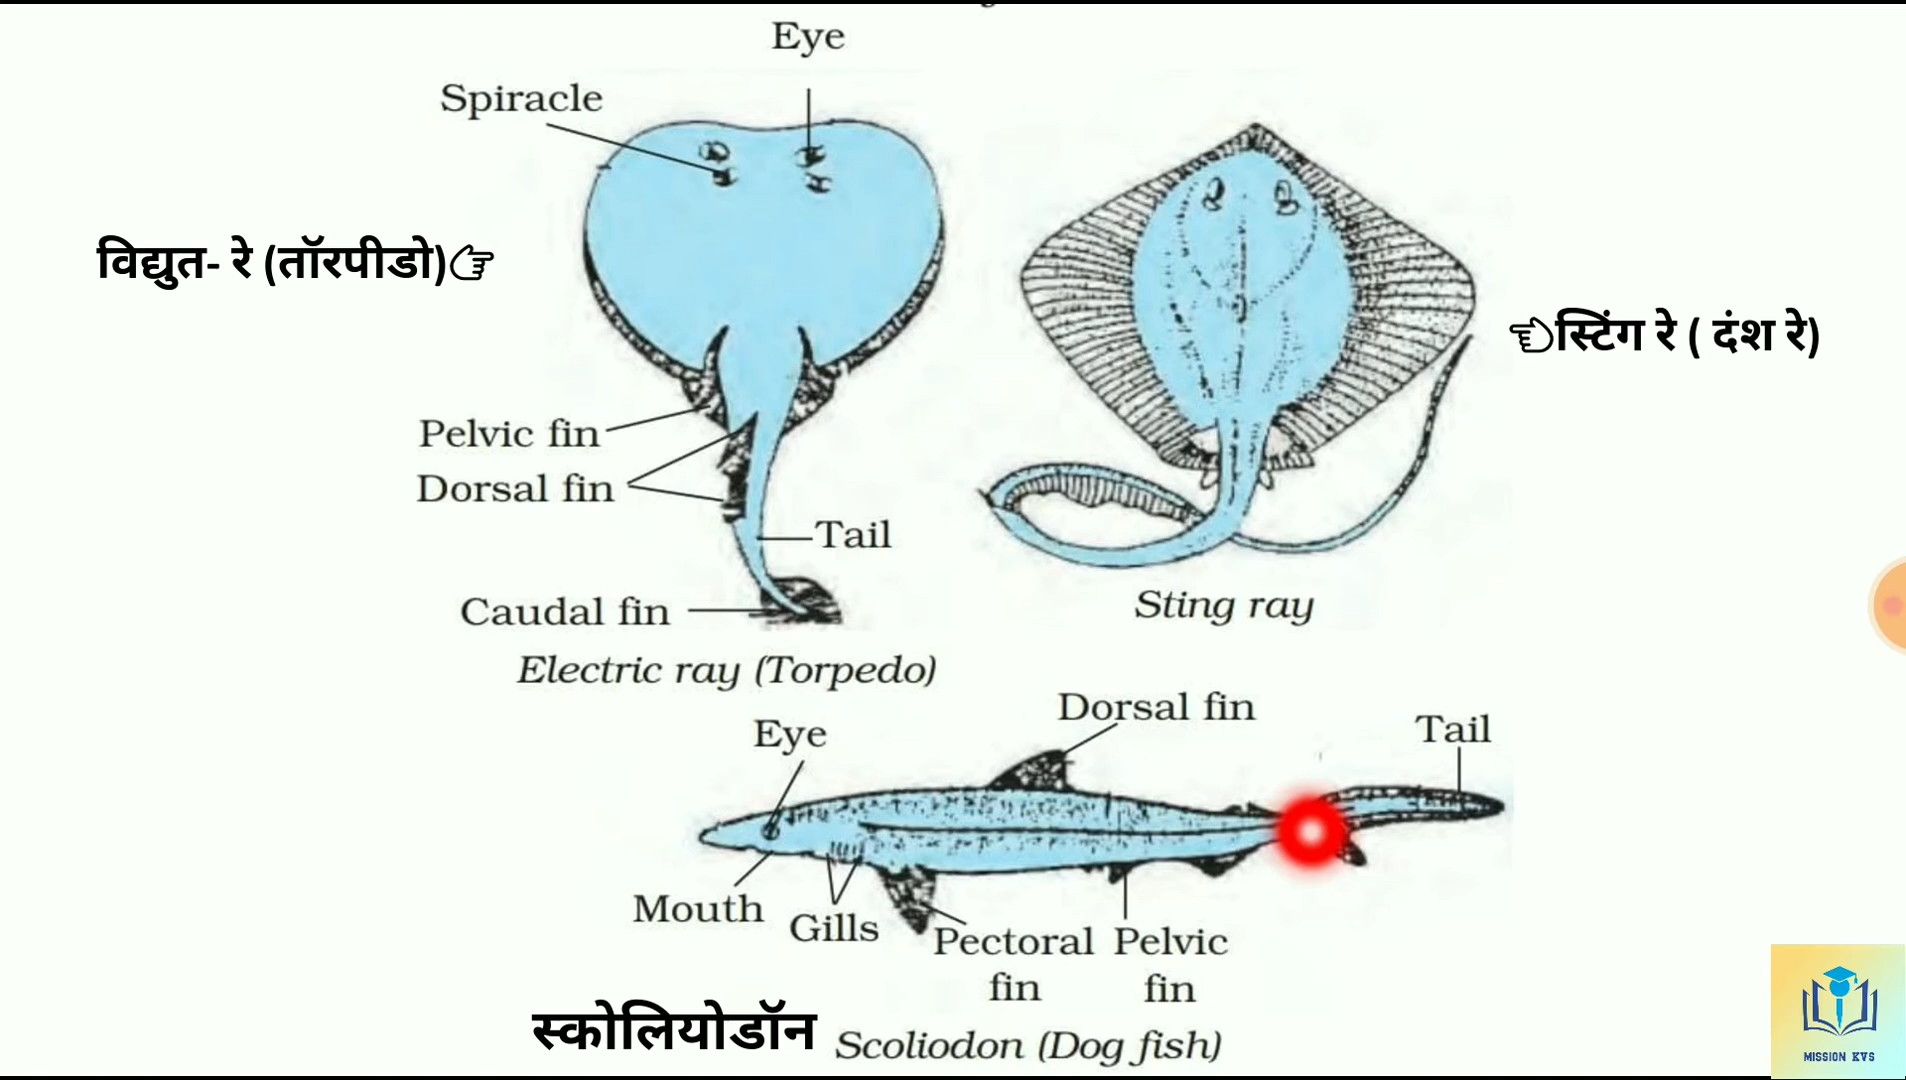 Eye
Spiracle
विद्युत- रे (तॉरपीडो)
स्टिंग रे ( दंश रे)
Pelvic fin
Dorsal fin
Tail
Caudal fin
Sting ray
Electric ray (Torpedo)
Dorsal fin
Eye
Tail
Mouth
Gills
Pectoral fin
Pelvic fin
स्कोलियोडॉन
Scoliodon (Dog fish)
MISSION KVS